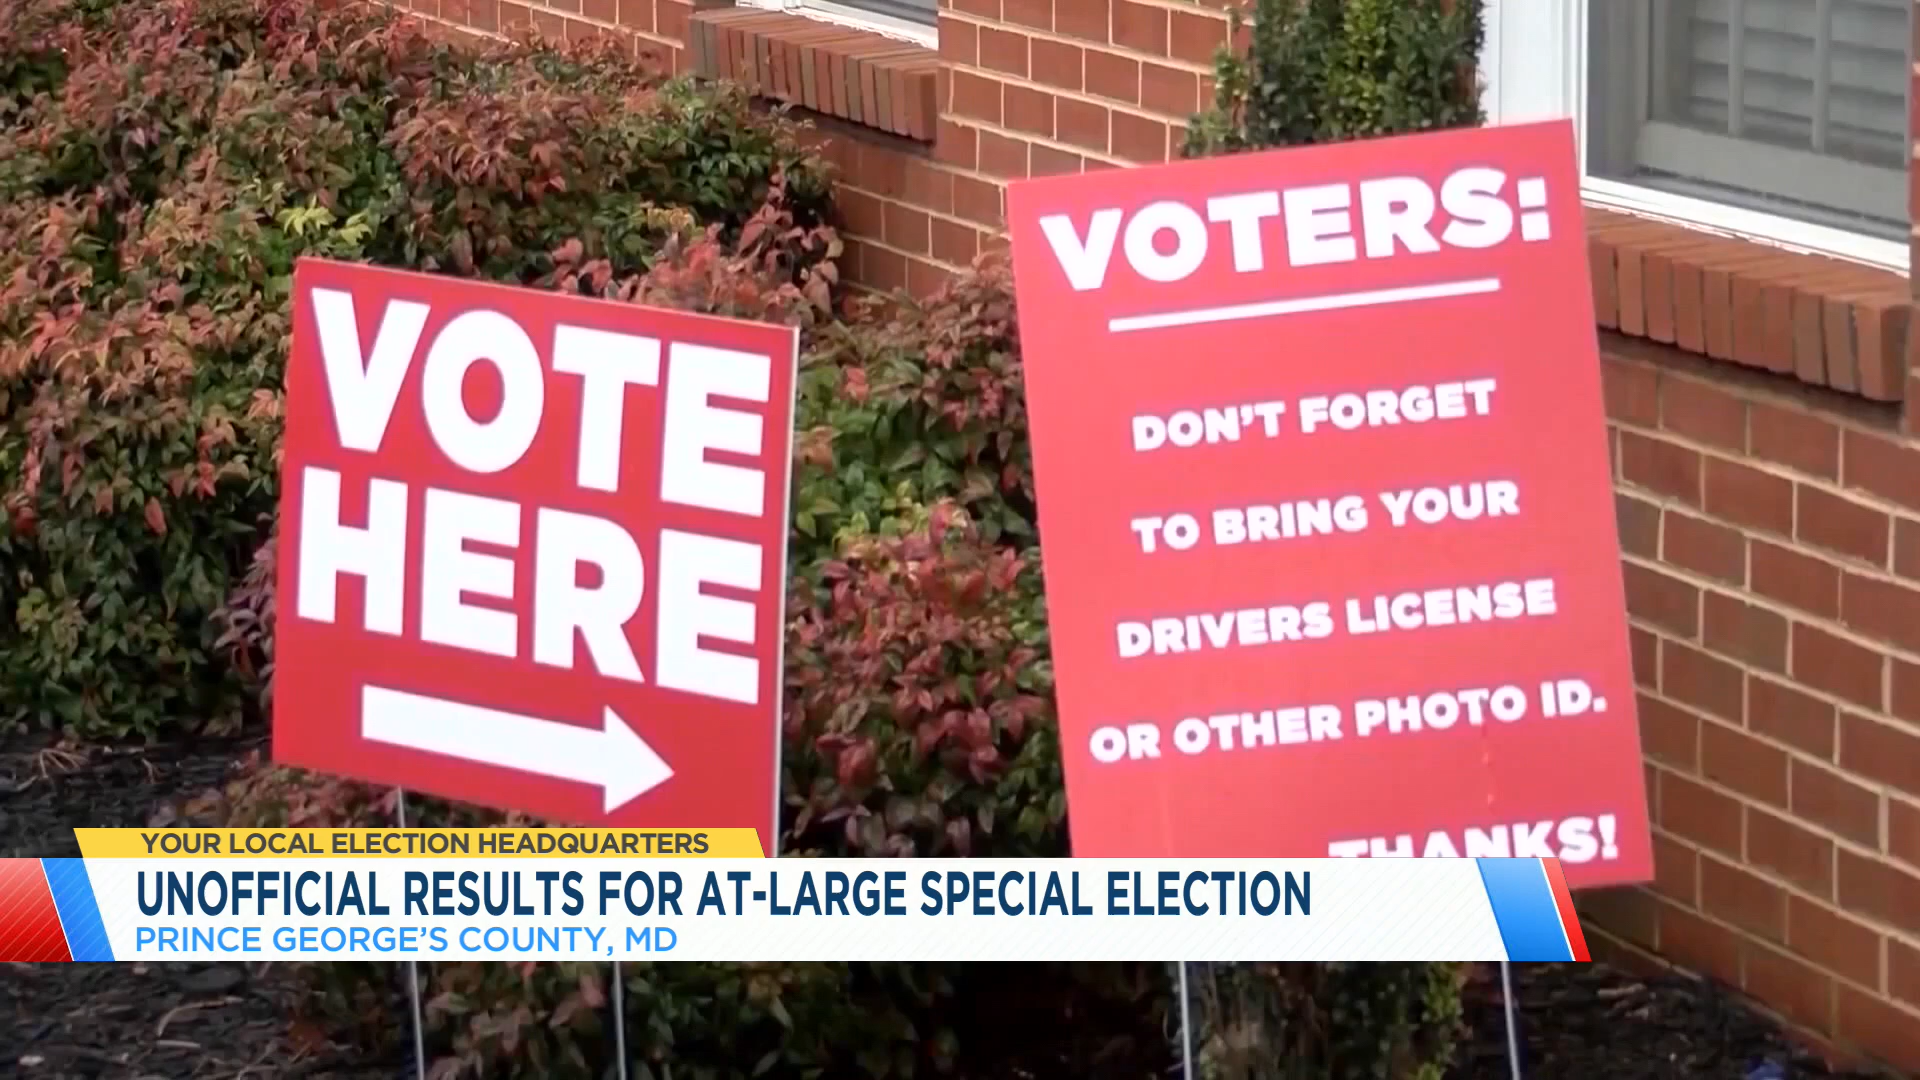 VOTE
HERE
VOTERS:
DON'T FORGET
TO BRING YOUR
DRIVERS LICENSE
OR OTHER PHOTO ID.
THANKS!
YOUR LOCAL ELECTION HEADQUARTERS
UNOFFICIAL RESULTS FOR AT-LARGE SPECIAL ELECTION
PRINCE GEORGE'S COUNTY, MD